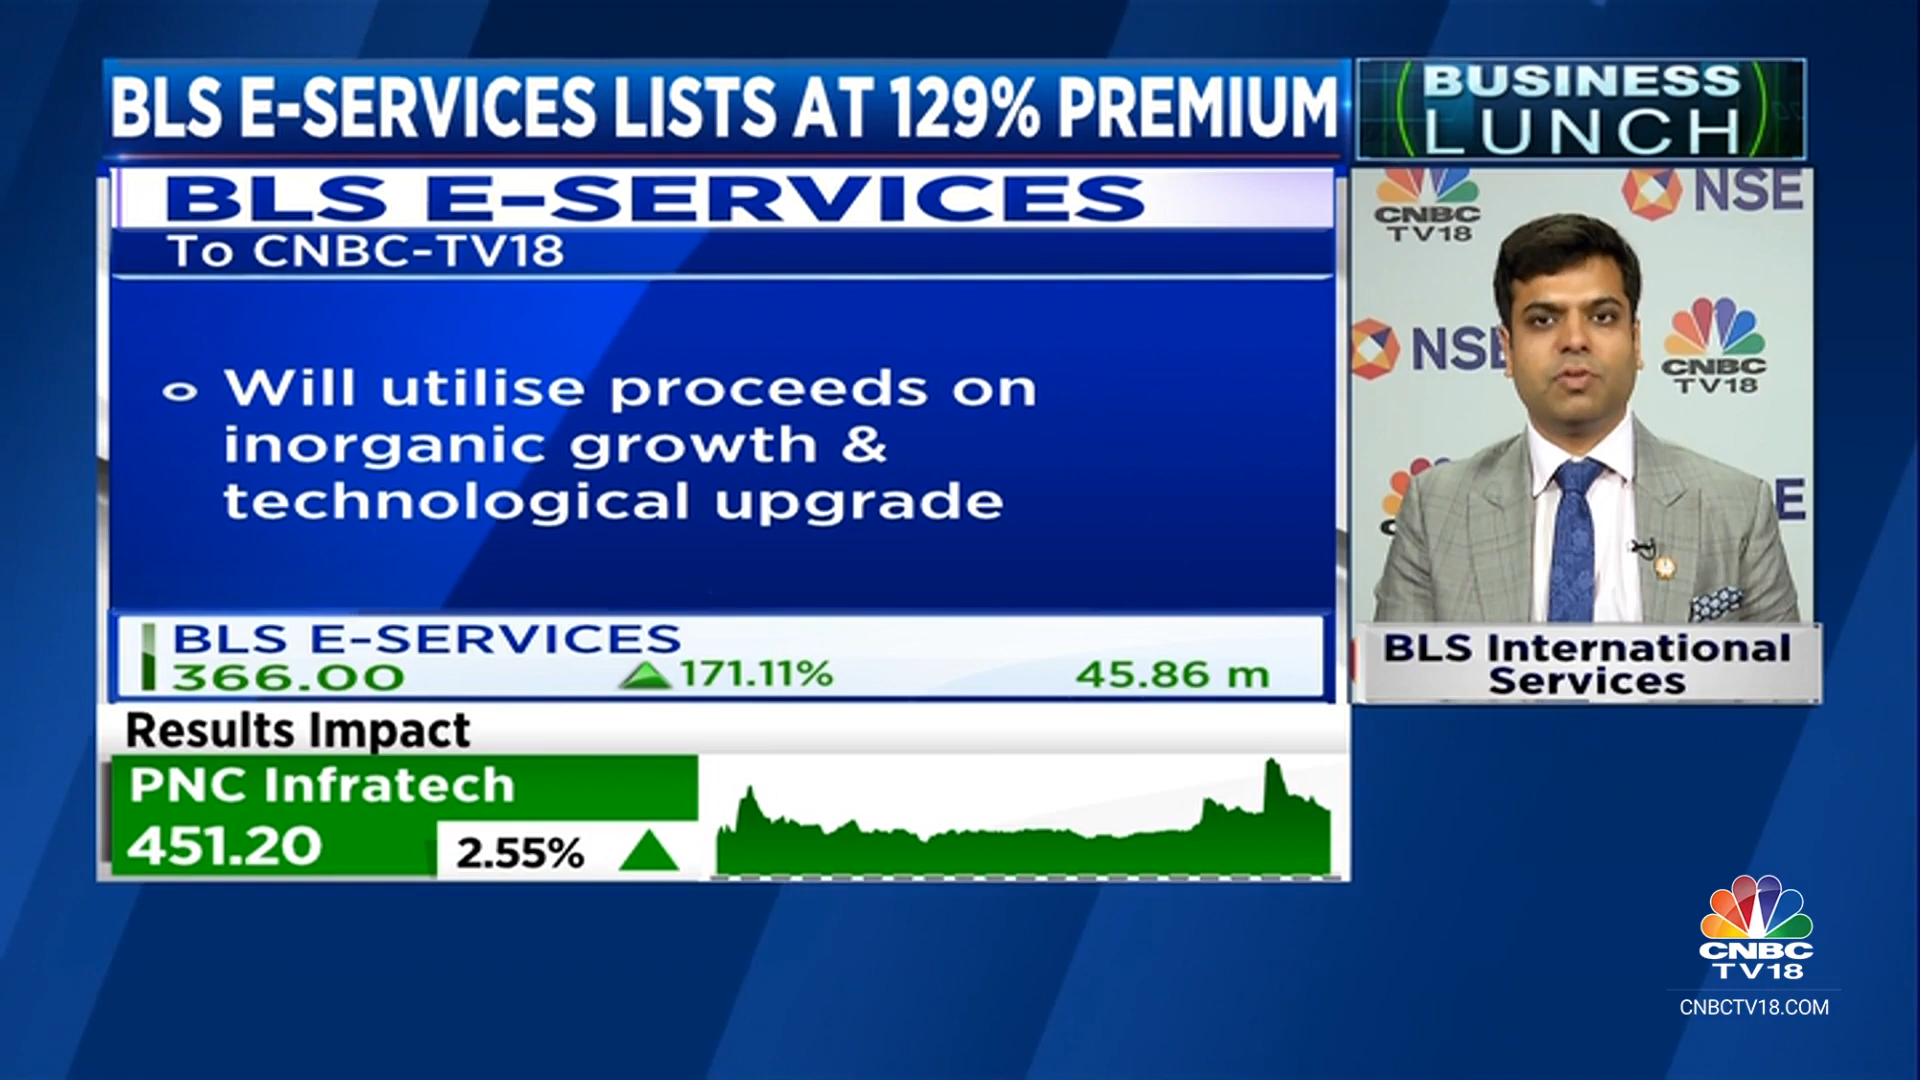 BLS E-SERVICES LISTS AT 129% PREMIUM
BUSINESS
LUNCH
BLS E-SERVICES
To CNBC-TV18
Will utilise proceeds on
inorganic growth &
technological upgrade
BLS E-SERVICES
366.00 171.11% 45.86 m
CNBC
TV18
NSE
NSE
CNBC
TV18
E
BLS International
Services
Results Impact
PNC Infratech
451.20
2.55%
CNBC
TV18
CNBCTV18.COM